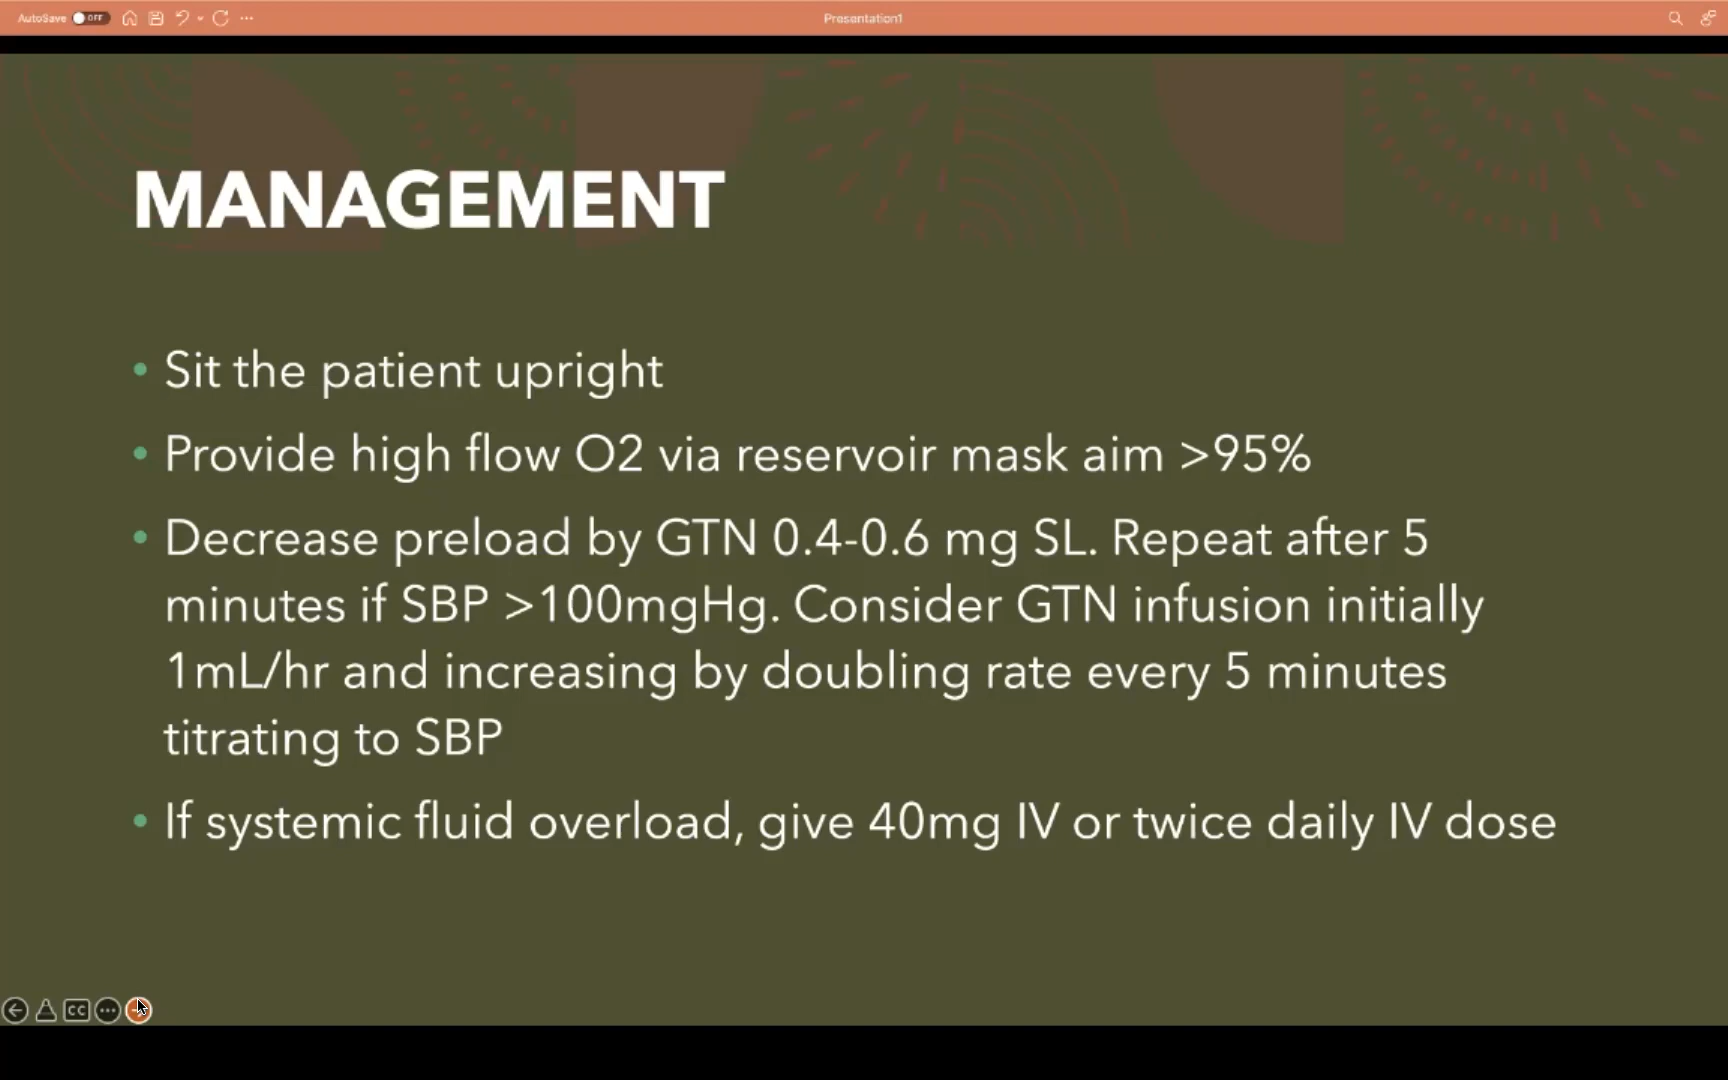 AutoSave OFF
Presentation1
MANAGEMENT
• Sit the patient upright
• Provide high flow O2 via reservoir mask aim >95%
• Decrease preload by GTN 0.4-0.6 mg SL. Repeat after 5
minutes if SBP >100mgHg. Consider GTN infusion initially
1mL/hr and increasing by doubling rate every 5 minutes
titrating to SBP
• If systemic fluid overload, give 40mg IV or twice daily IV dose
CC